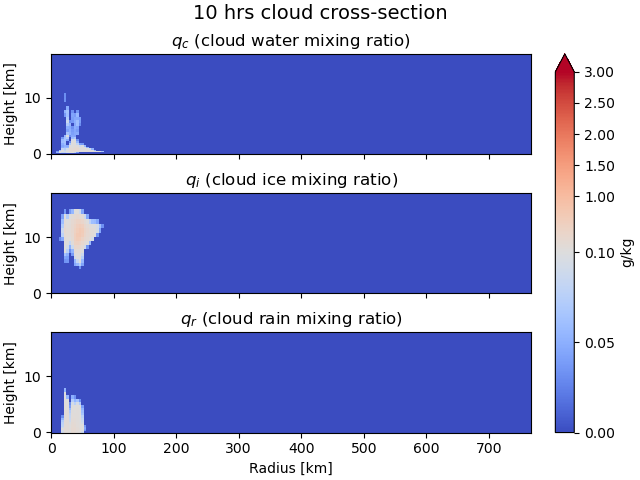 10 hrs cloud cross-section
q_c (cloud water mixing ratio)
Height [km]
10
0
q_i (cloud ice mixing ratio)
Height [km]
10
0
q_r (cloud rain mixing ratio)
Height [km]
10
0
0 100 200 300 400 500 600 700
Radius [km]
3.00
2.50
2.00
1.50
1.00
0.10
0.05
0.00
g/kg